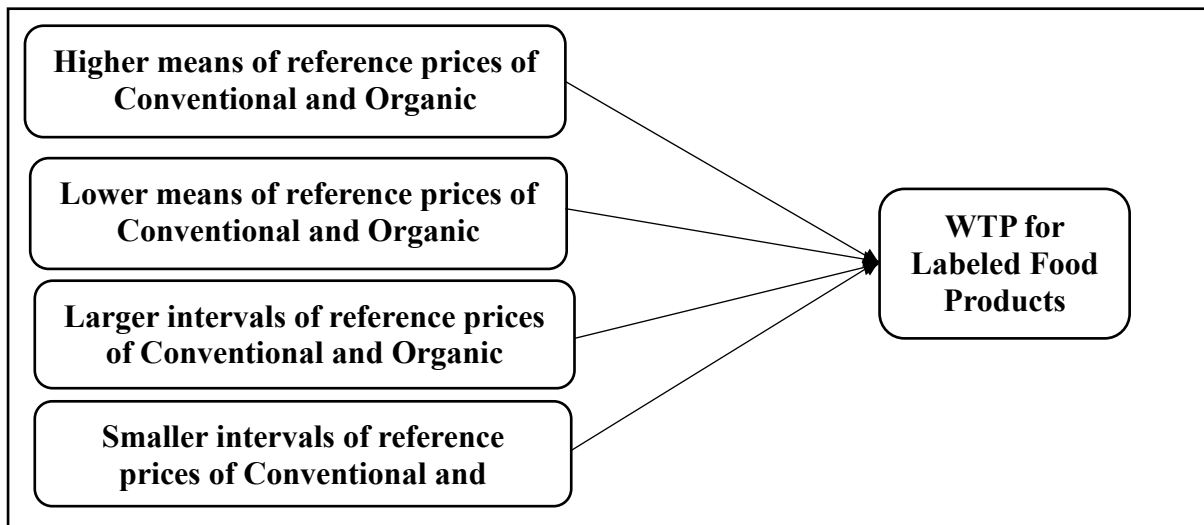 Higher means of reference prices of
Conventional and Organic
Lower means of reference prices of
Conventional and Organic
Larger intervals of reference prices
of Conventional and Organic
Smaller intervals of reference
prices of Conventional and
WTP for
Labeled Food
Products